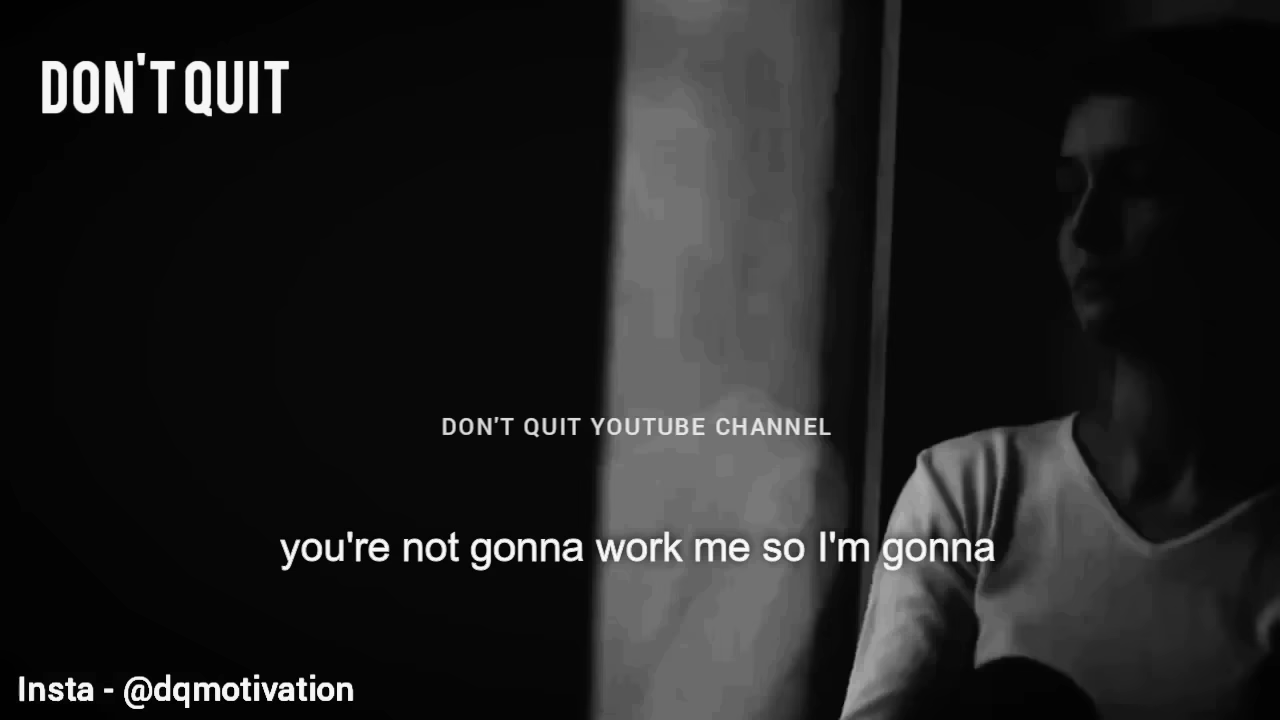 DON'T QUIT
DON'T QUIT YOUTUBE CHANNEL
you're not gonna work me so I'm gonna
Insta - @dqmotivation